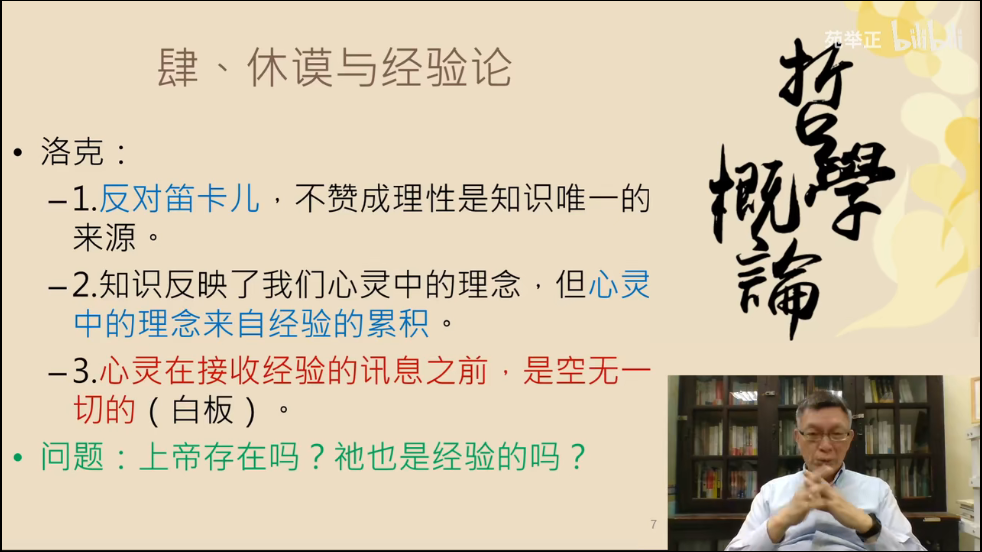 肆、休谟与经验论
• 洛克：
–1.反对笛卡儿，不赞成理性是知识唯一的
来源。
–2.知识反映了我们心灵中的理念，但心灵
中的理念来自经验的累积。
–3.心灵在接收经验的讯息之前，是空无一
切的（白板）。
• 问题：上帝存在吗？祂也是经验的吗？
7
苑举正 bilibili
哲學
概論